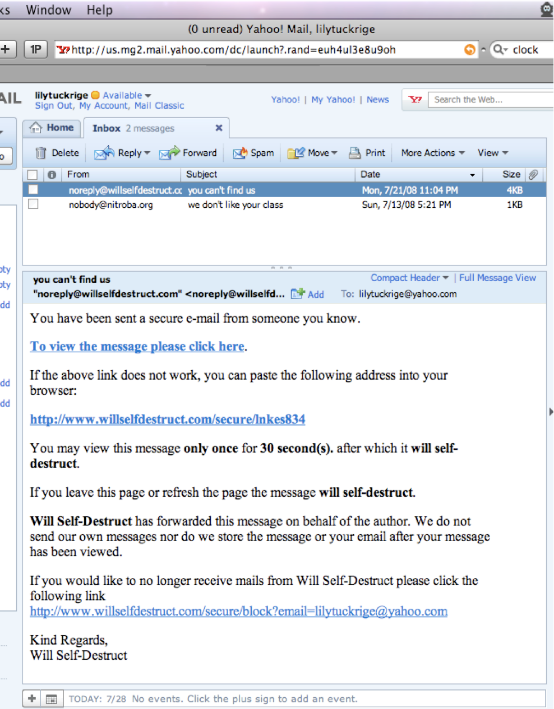 ks Window Help
(0 unread) Yahoo! Mail, lilytuckrige
+ 1P Y! http://us.mg2.mail.yahoo.com/dc/launch?.rand=euh4ul3e8u9oh Q clock
AIL
lilytuckrige Available
Sign Out, My Account, Mail Classic
Yahoo! | My Yahoo! | News
Y! Search the Web...
Home Inbox 2 messages x
Delete Reply Forward Spam Move Print More Actions View
From Subject Date Size
noreply@willselfdestruct.cc you can't find us Mon, 7/21/08 11:04 PM 4KB
nobody@nitroba.org we don't like your class Sun, 7/13/08 5:21 PM 1KB
pty
pty
dd
dd
dd
you can't find us Compact Header | Full Message View
"noreply@willselfdestruct.com" <noreply@willselfd... Add To: lilytuckrige@yahoo.com
You have been sent a secure e-mail from someone you know.
To view the message please click here.
If the above link does not work, you can paste the following address into your
browser:
http://www.willselfdestruct.com/secure/lnkes834
You may view this message only once for 30 second(s). after which it will self-
destruct.
If you leave this page or refresh the page the message will self-destruct.
Will Self-Destruct has forwarded this message on behalf of the author. We do not
send our own messages nor do we store the message or your email after your message
has been viewed.
If you would like to no longer receive mails from Will Self-Destruct please click the
following link
http://www.willselfdestruct.com/secure/block?email=lilytuckrige@yahoo.com
Kind Regards,
Will Self-Destruct
+ TODAY: 7/28 No events. Click the plus sign to add an event.